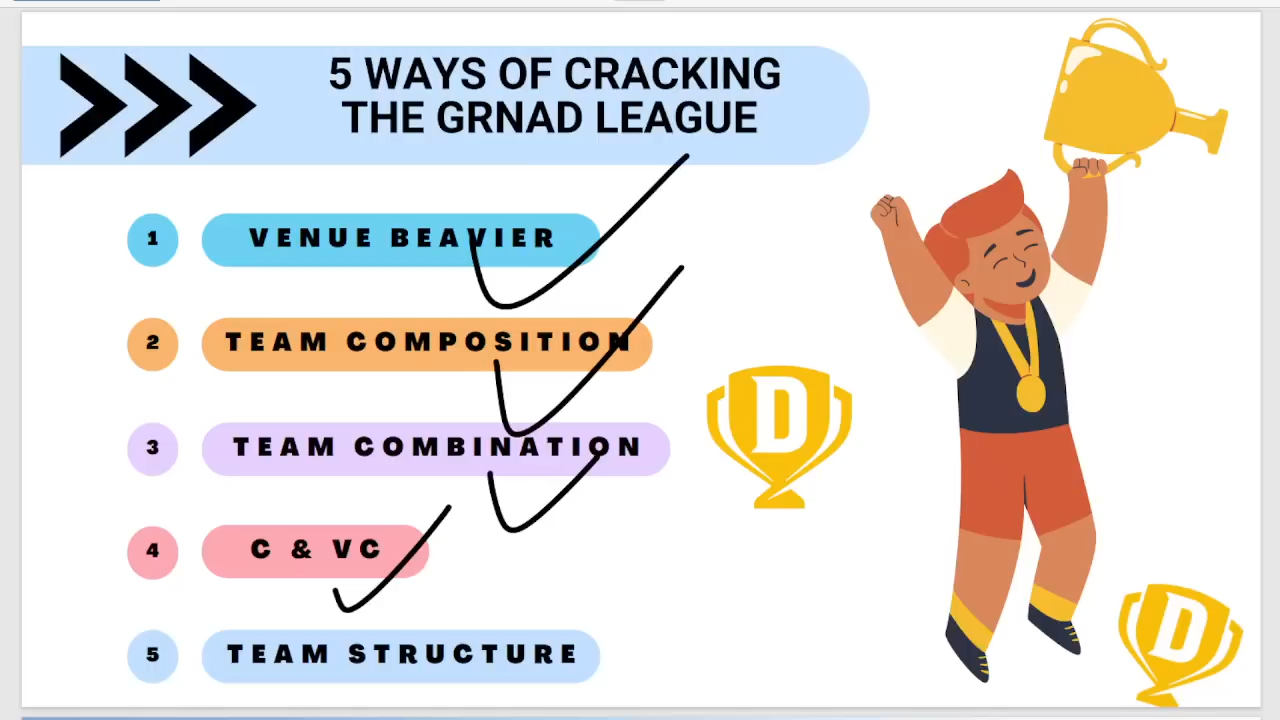 5 WAYS OF CRACKING
THE GRNAD LEAGUE
1 VENUE BEAVIER
2 TEAM COMPOSITION
3 TEAM COMBINATION
D
4 C & VC
5 TEAM STRUCTURE
D